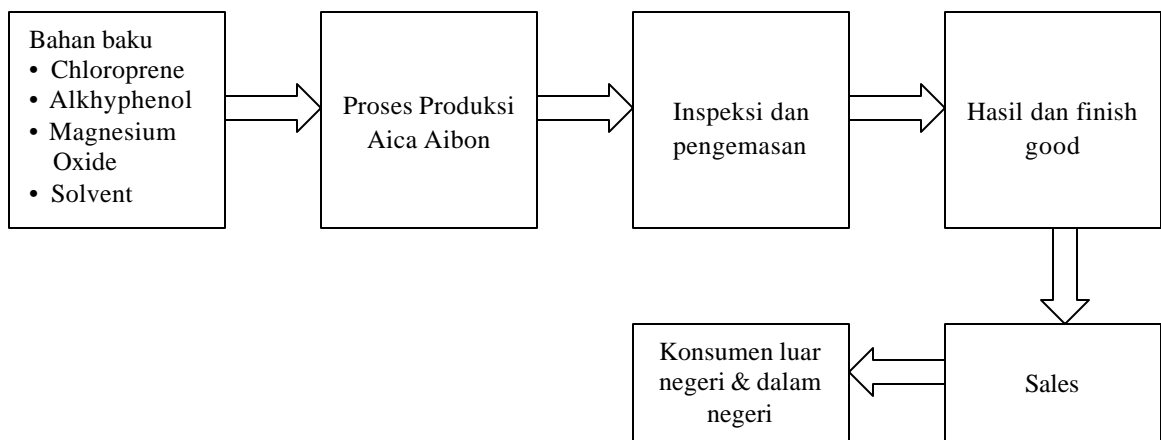 Bahan baku
• Chloroprene
• Alkhyphenol
• Magnesium
Oxide
• Solvent
Proses Produksi
Aica Aibon
Inspeksi dan
pengemasan
Hasil dan finish
good
Konsumen luar
negeri & dalam
negeri
Sales